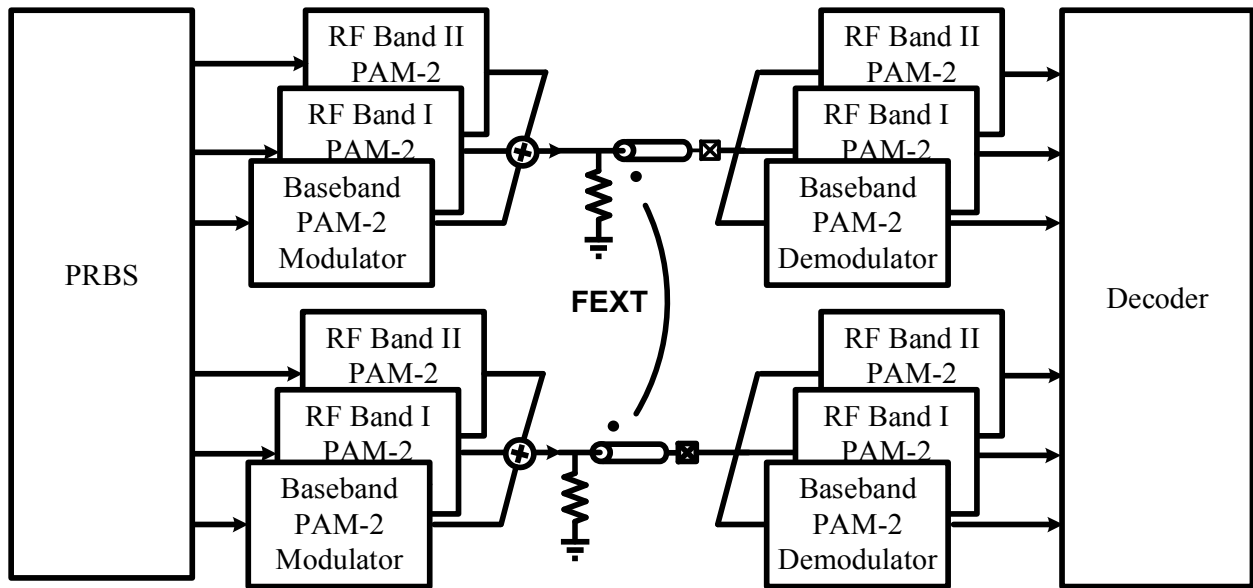 PRBS
RF Band II
PAM-2
RF Band I
PAM-2
Baseband
PAM-2
Modulator
RF Band II
PAM-2
RF Band I
PAM-2
Baseband
PAM-2
Demodulator
FEXT
RF Band II
PAM-2
RF Band I
PAM-2
Baseband
PAM-2
Modulator
RF Band II
PAM-2
RF Band I
PAM-2
Baseband
PAM-2
Demodulator
Decoder